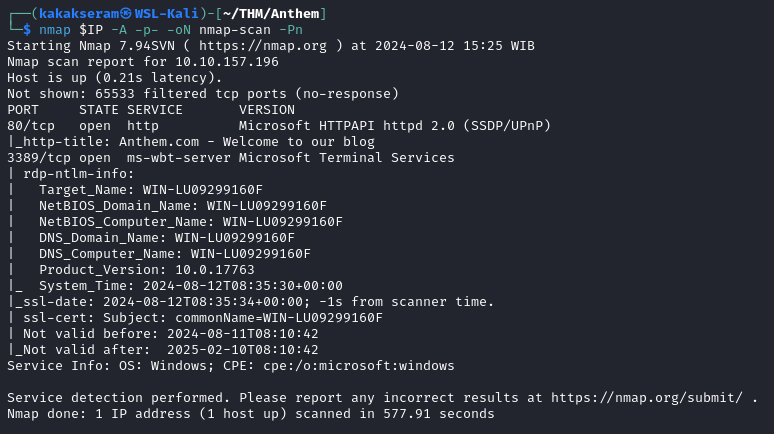 ┌──(kakakseram㉿WSL-Kali)-[~/THM/Anthem]
└─$ nmap $IP -A -p- -oN nmap-scan -Pn
Starting Nmap 7.94SVN ( https://nmap.org ) at 2024-08-12 15:25 WIB
Nmap scan report for 10.10.157.196
Host is up (0.21s latency).
Not shown: 65533 filtered tcp ports (no-response)
PORT     STATE SERVICE       VERSION
80/tcp   open  http          Microsoft HTTPAPI httpd 2.0 (SSDP/UPnP)
|_http-title: Anthem.com - Welcome to our blog
3389/tcp open  ms-wbt-server Microsoft Terminal Services
| rdp-ntlm-info:
|   Target_Name: WIN-LU09299160F
|   NetBIOS_Domain_Name: WIN-LU09299160F
|   NetBIOS_Computer_Name: WIN-LU09299160F
|   DNS_Domain_Name: WIN-LU09299160F
|   DNS_Computer_Name: WIN-LU09299160F
|   Product_Version: 10.0.17763
|_  System_Time: 2024-08-12T08:35:30+00:00
|_ssl-date: 2024-08-12T08:35:34+00:00; -1s from scanner time.
| ssl-cert: Subject: commonName=WIN-LU09299160F
| Not valid before: 2024-08-11T08:10:42
|_Not valid after:  2025-02-10T08:10:42
Service Info: OS: Windows; CPE: cpe:/o:microsoft:windows

Service detection performed. Please report any incorrect results at https://nmap.org/submit/ .
Nmap done: 1 IP address (1 host up) scanned in 577.91 seconds